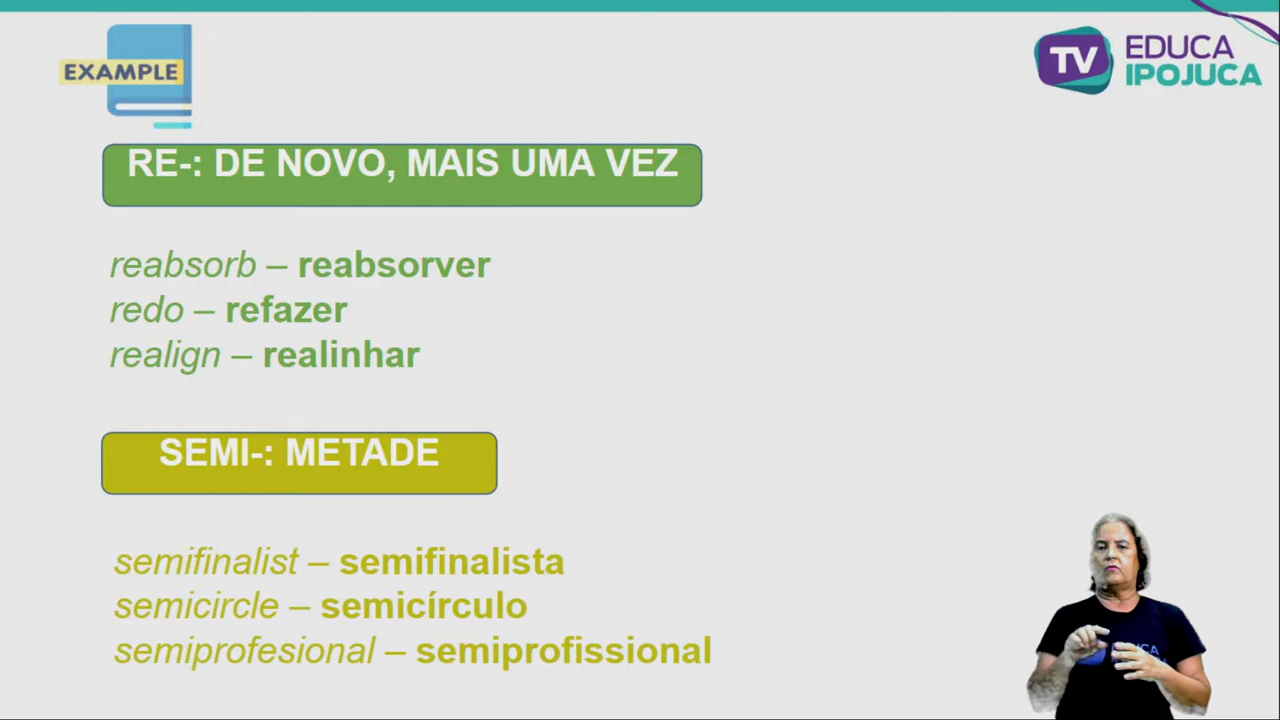 EXAMPLE
TV EDUCA
IPOJUCA
RE-: DE NOVO, MAIS UMA VEZ
reabsorb – reabsorver
redo – refazer
realign – realinhar
SEMI-: METADE
semifinalist – semifinalista
semicircle – semicírculo
semiprofesional – semiprofissional